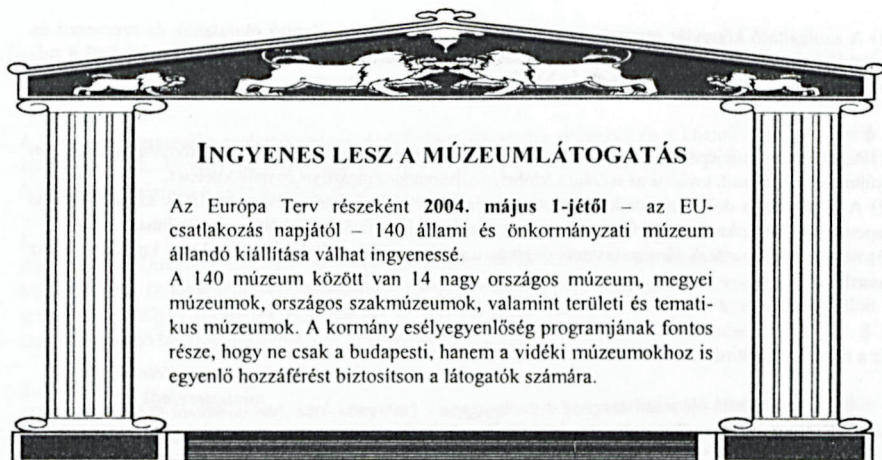 INGYENES LESZ A MÚZEUMLÁTOGATÁS
Az Európa Terv részeként 2004. május 1-jétől – az EU-
csatlakozás napjától – 140 állami és önkormányzati múzeum
állandó kiállítása válhat ingyenessé.
A 140 múzeum között van 14 nagy országos múzeum, megyei
múzeumok, országos szakmúzeumok, valamint területi és temati-
kus múzeumok. A kormány esélyegyenlőség programjának fontos
része, hogy ne csak a budapesti, hanem a vidéki múzeumokhoz is
egyenlő hozzáférést biztosítson a látogatók számára.